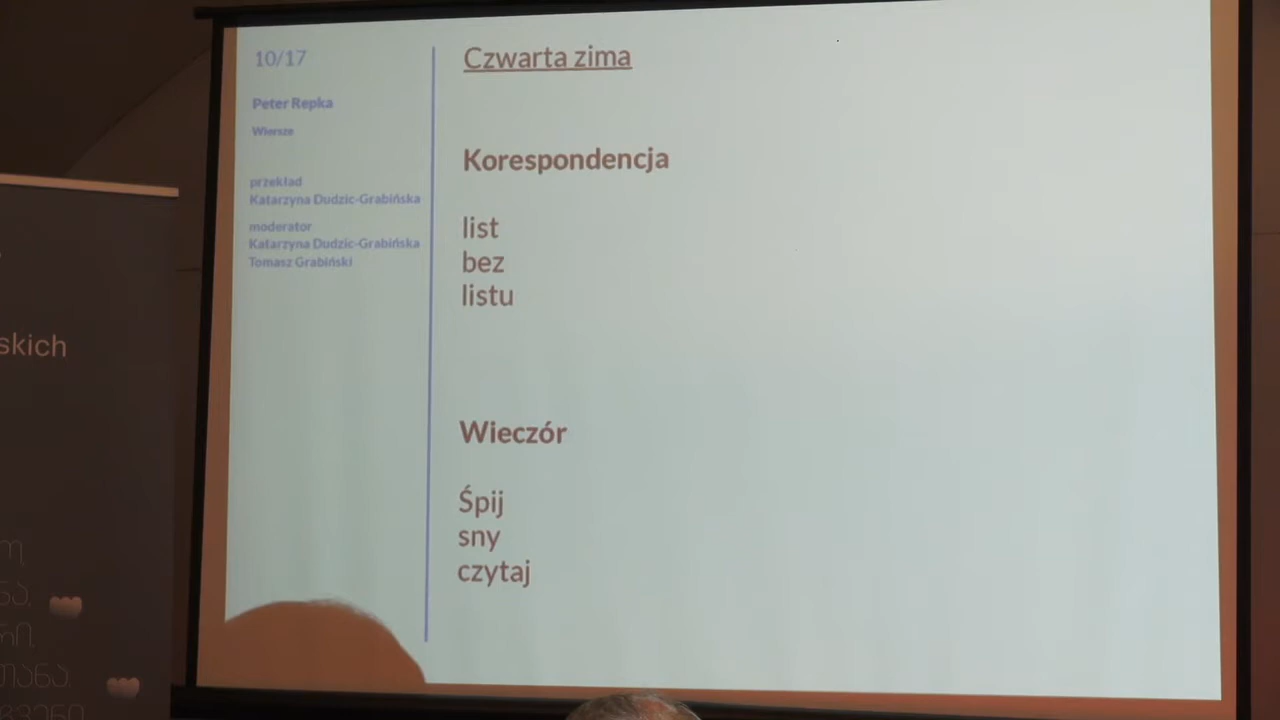 10/17
Peter Repka
Wiersze
przekład
Katarzyna Dudzic-Grabińska
moderator
Katarzyna Dudzic-Grabińska
Tomasz Grabiński
Czwarta zima
Korespondencja
list
bez
listu
Wieczór
Śpij
sny
czytaj
skich